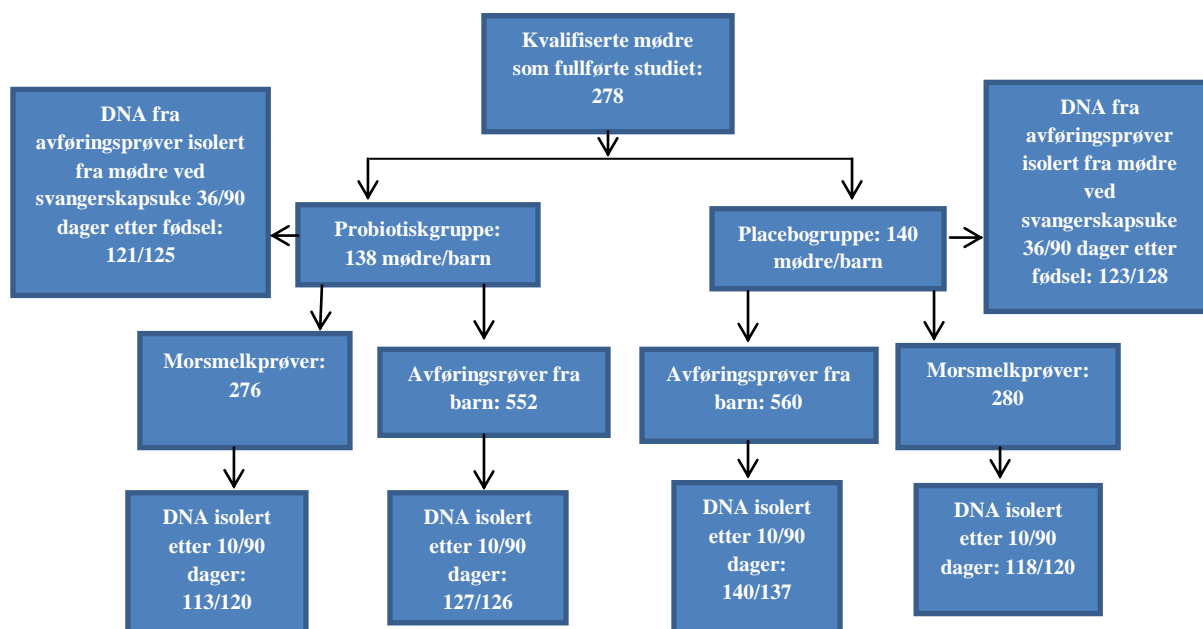 Kvalifiserte mødre
som fullførte studiet:
278
DNA fra
avføringsprøver isolert
fra mødre ved
svangerskapsuke 36/90
dager etter fødsel:
121/125
DNA fra
avføringsprøver
isolert fra mødre
ved
svangerskapsuke
36/90 dager etter
fødsel: 123/128
Probiotiskgruppe:
138 mødre/barn
Placebogruppe: 140
mødre/barn
Morsmelkprøver:
276
Avføringsrøver fra
barn: 552
Avføringsprøver fra
barn: 560
Morsmelkprøver:
280
DNA isolert
etter 10/90
dager:
113/120
DNA isolert
etter 10/90
dager:
127/126
DNA isolert
etter 10/90
dager:
140/137
DNA isolert
etter 10/90
dager: 118/120